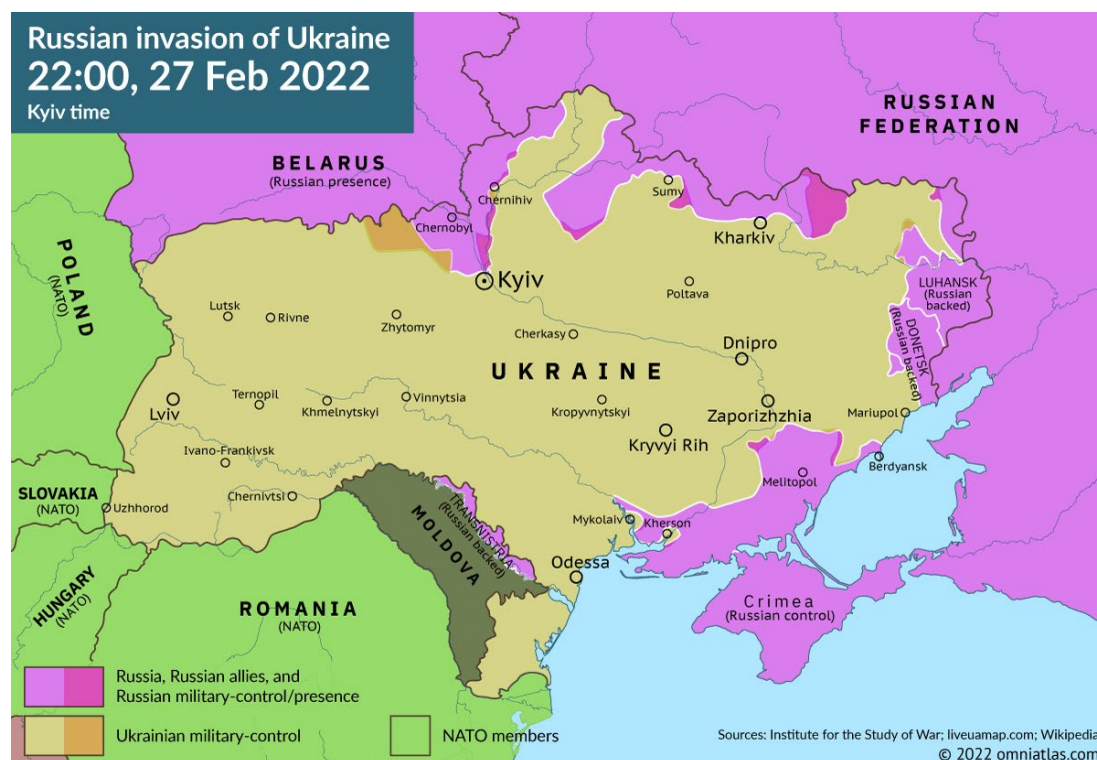 Russian invasion of Ukraine
22:00, 27 Feb 2022
Kyiv time
RUSSIAN
FEDERATION
BELARUS
(Russian presence)
Chernihiv
Sumy
Chernobyl
Kharkiv
POLAND
(NATO)
Kyiv
LUHANSK
(Russian
backed)
Poltava
Lutsk
Rivne
Zhytomyr
Cherkasy
DONETSK
(Russian
backed)
Dnipro
UKRAINE
Lviv
Ternopil
Khmelnytskyi
Vinnytsia
Kropyvnytskyi
Zaporizhzhia
Mariupol
Kryvyi Rih
Ivano-Frankivsk
Berdyansk
Melitopol
SLOVAKIA
(NATO)
Uzhhorod
Chernivtsi
TRANSNISTRIA
(Russian
backed)
MOLDOVA
Mykolaiv
Kherson
Odessa
HUNGARY
(NATO)
ROMANIA
(NATO)
Crimea
(Russian control)
Russia, Russian allies, and
Russian military-control/presence
Ukrainian military-control
NATO members
Sources: Institute for the Study of War; liveuamap.com; Wikipedia
© 2022 omniatlas.com